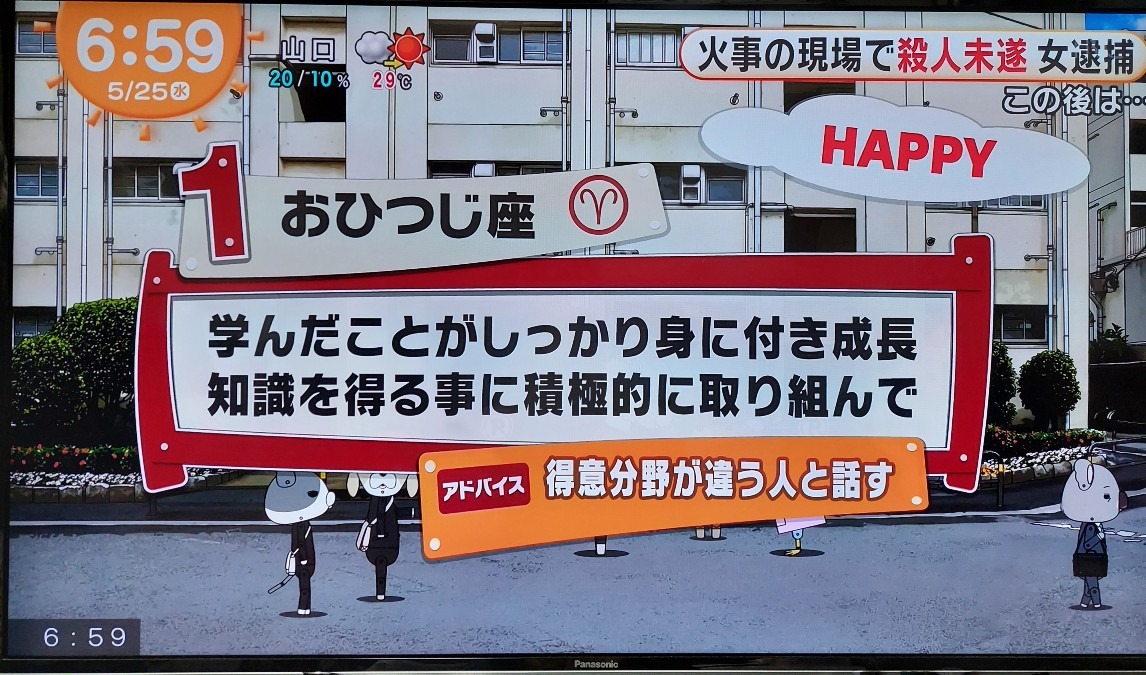 6:59
5/25水
山口
20/10%
29℃
火事の現場で殺人未遂 女逮捕
この後は…
HAPPY
1 おひつじ座
学んだことがしっかり身に付き成長
知識を得る事に積極的に取り組んで
アドバイス 得意分野が違う人と話す
6:59
Panasonic